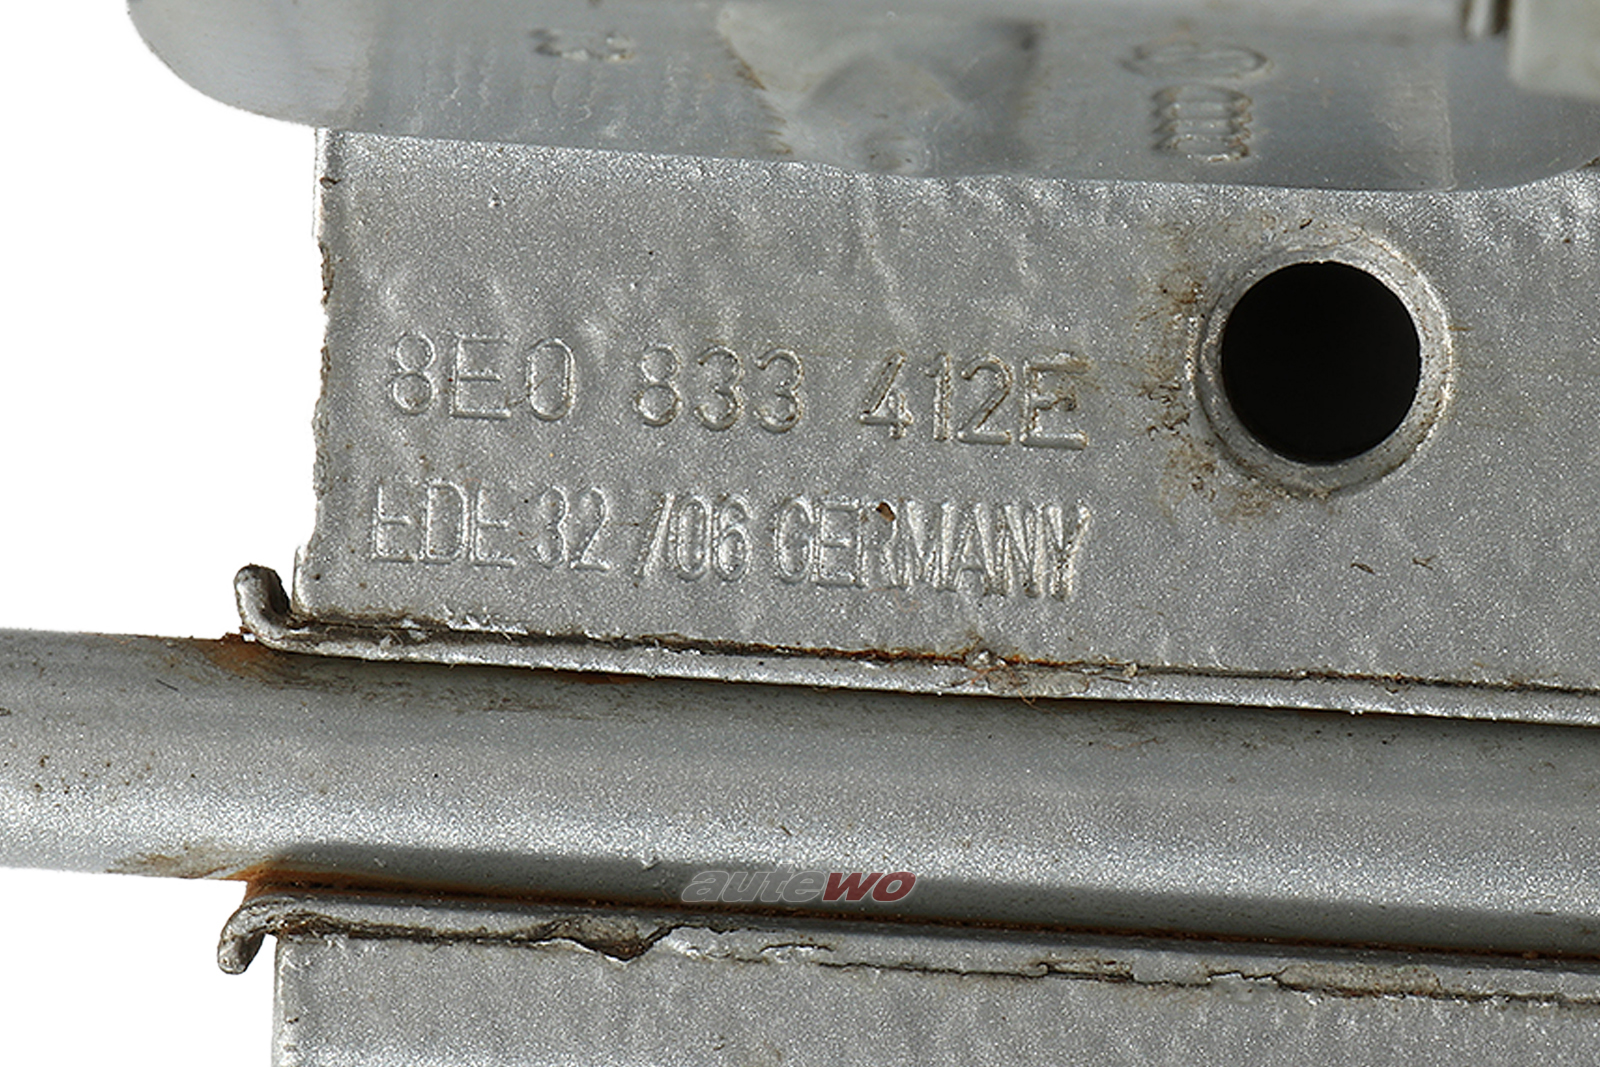 8E0 833 412E
EDE 32 /06 GERMANY
autewo